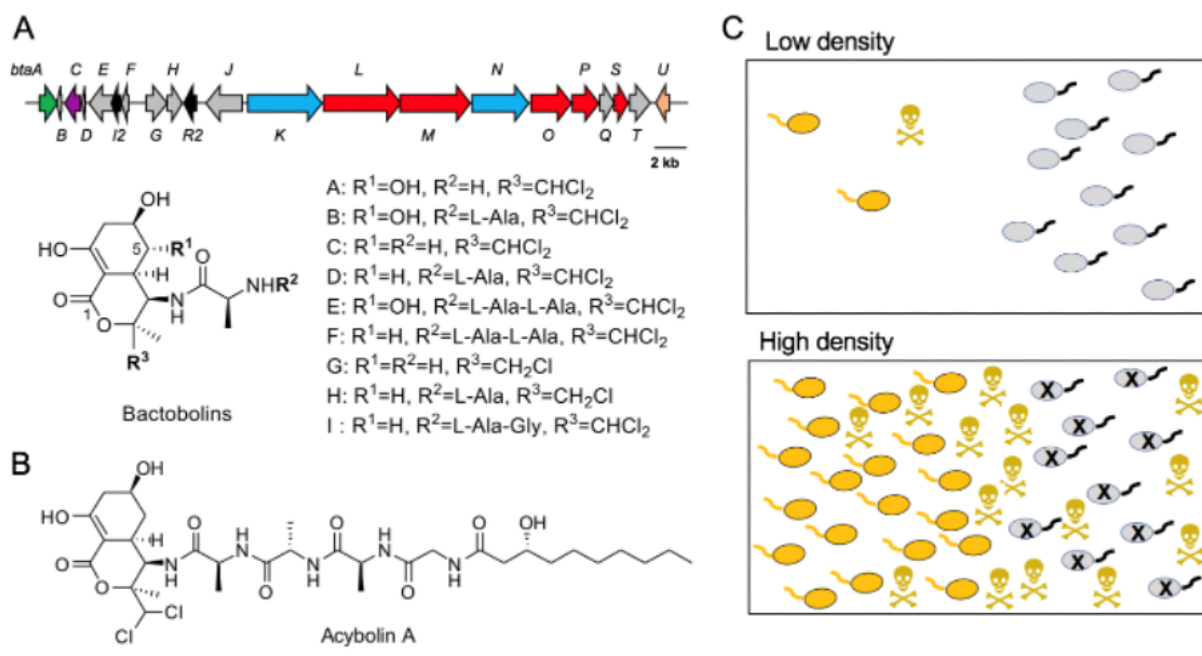 A
btaA C E F H J L N P S U
B D I2 G R2 K M O Q T
2 kb
OH
HO
5
R¹
H
O
O
1
O
N
H
NHR²
R³
Bactobolins
A: R¹=OH, R²=H, R³=CHCl₂
B: R¹=OH, R²=L-Ala, R³=CHCl₂
C: R¹=R²=H, R³=CHCl₂
D: R¹=H, R²=L-Ala, R³=CHCl₂
E: R¹=OH, R²=L-Ala-L-Ala, R³=CHCl₂
F: R¹=H, R²=L-Ala-L-Ala, R³=CHCl₂
G: R¹=R²=H, R³=CH₂Cl
H: R¹=H, R²=L-Ala, R³=CH₂Cl
I : R¹=H, R²=L-Ala-Gly, R³=CHCl₂
B
OH
HO
H
O O O OH
H N H N
O
O
N H
O
N H
O
N H
Cl
Cl
Acybolin A
C
Low density
High density
X X X X X X X X X X